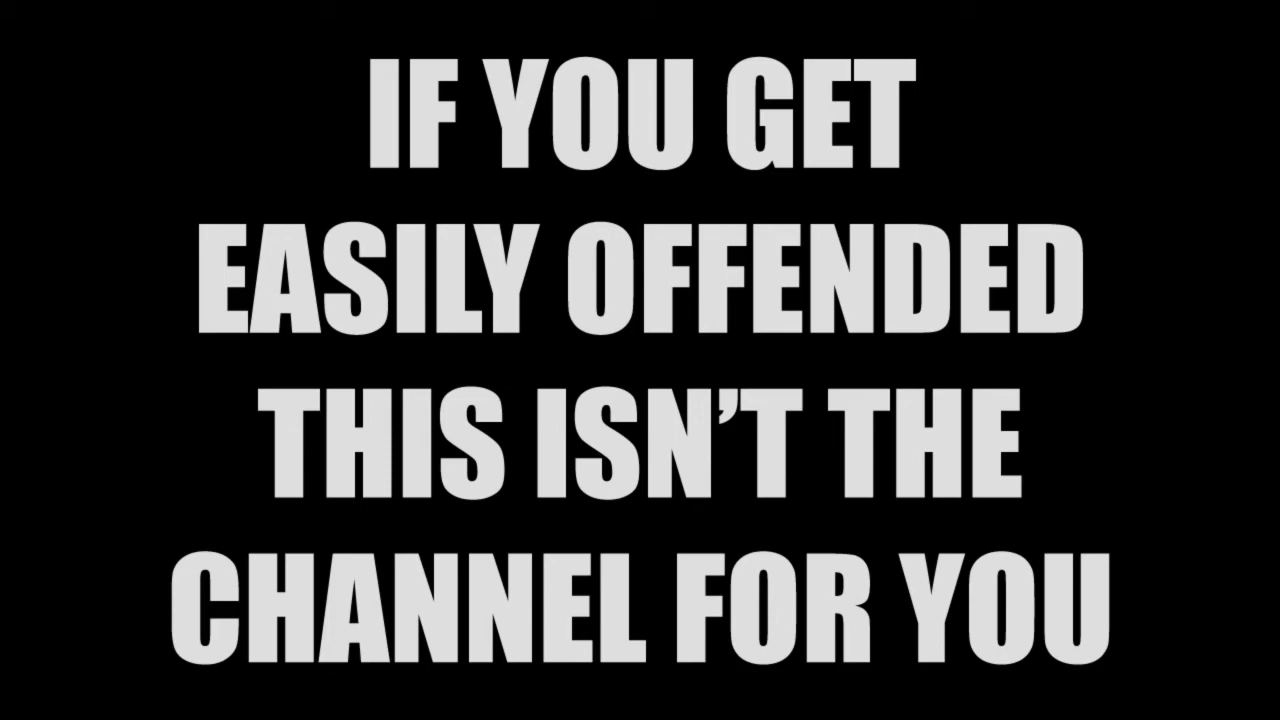 IF YOU GET
EASILY OFFENDED
THIS ISN’T THE
CHANNEL FOR YOU